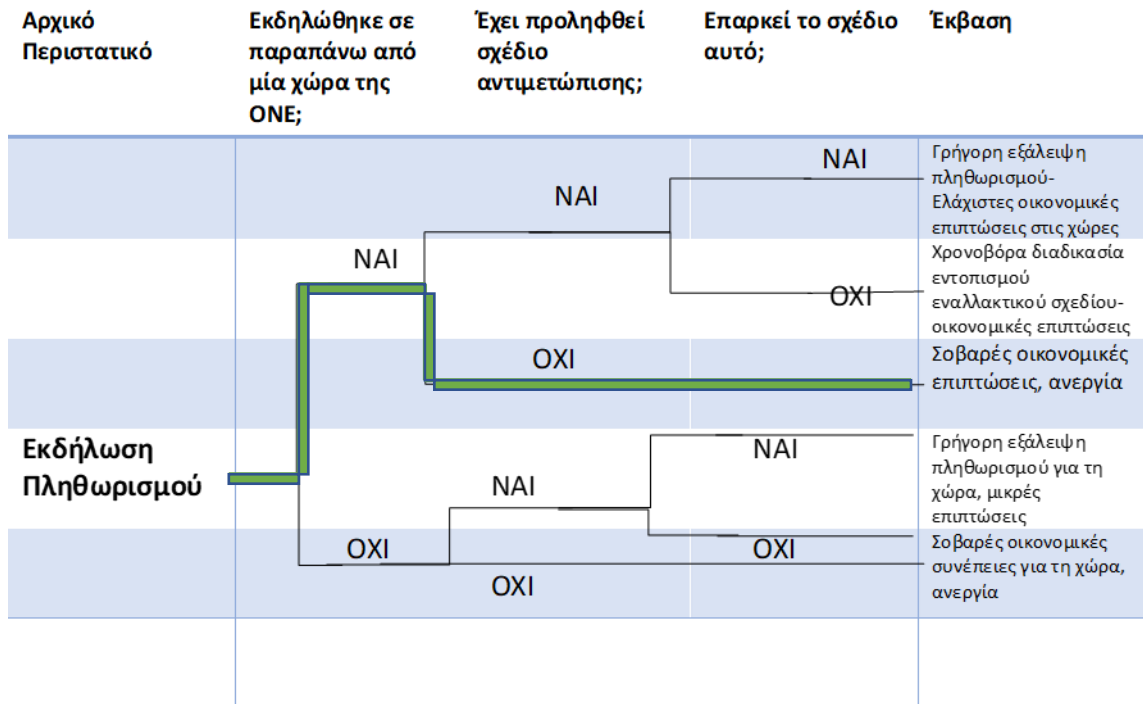 Αρχικό
Περιστατικό
Εκδηλώθηκε σε
παραπάνω από
μία χώρα της
ΟΝΕ;
Έχει προληφθεί
σχέδιο
αντιμετώπισης;
Επαρκεί το σχέδιο
αυτό;
Έκβαση
ΝΑΙ
Γρήγορη εξάλειψη
πληθωρισμού-
Ελάχιστες οικονομικές
επιπτώσεις στις χώρες
ΝΑΙ
ΝΑΙ
ΟΧΙ
Χρονοβόρα διαδικασία
εντοπισμού
εναλλακτικού σχεδίου-
οικονομικές επιπτώσεις
ΟΧΙ
Σοβαρές οικονομικές
επιπτώσεις, ανεργία
Εκδήλωση
Πληθωρισμού
ΝΑΙ
ΝΑΙ
Γρήγορη εξάλειψη
πληθωρισμού για τη
χώρα, μικρές
επιπτώσεις
ΟΧΙ
ΟΧΙ
ΟΧΙ
Σοβαρές οικονομικές
συνέπειες για τη χώρα,
ανεργία